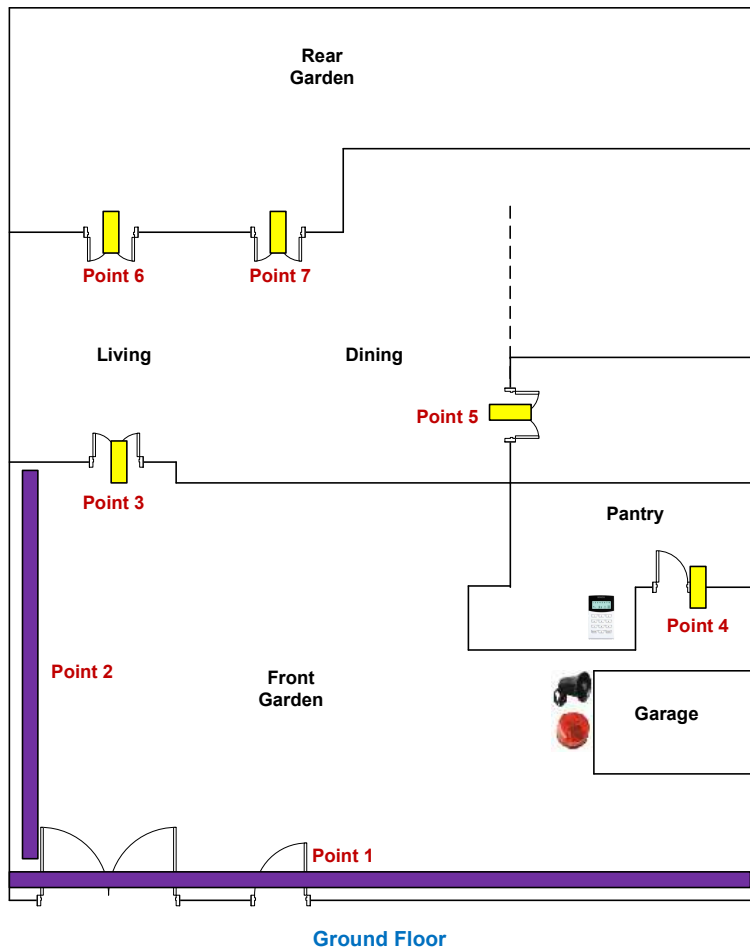 Rear
Garden
Point 6
Point 7
Living
Dining
Point 5
Point 3
Pantry
Point 4
Point 2
Front
Garden
Garage
Point 1
Ground Floor